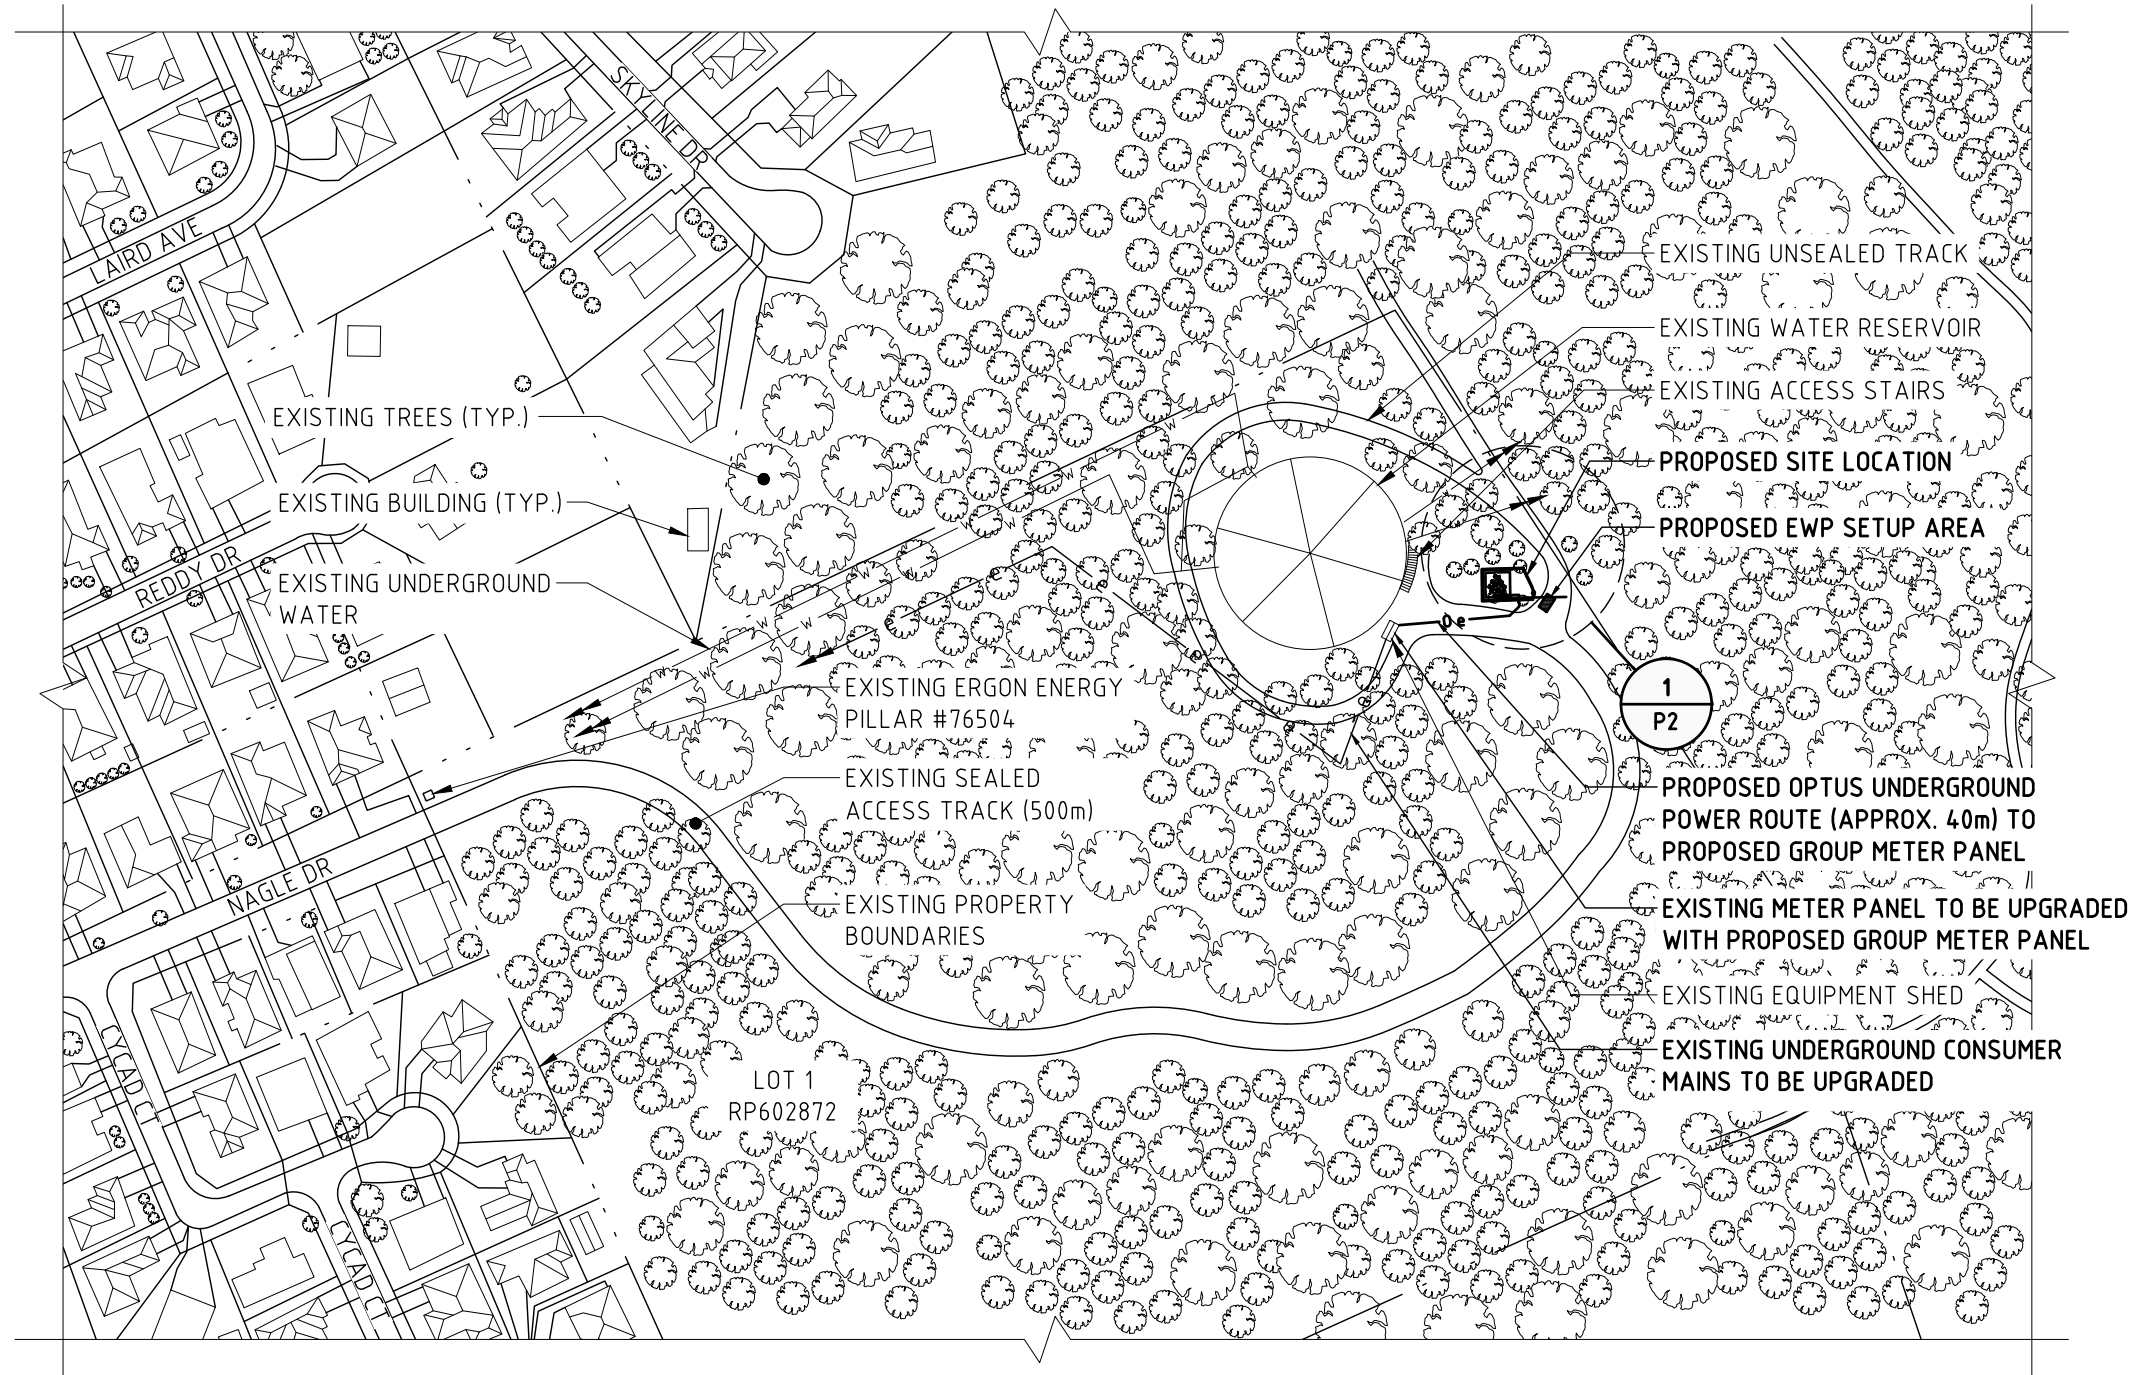 SKYLINE DR
LAIRD AVE
EXISTING UNSEALED TRACK
EXISTING WATER RESERVOIR
EXISTING ACCESS STAIRS
EXISTING TREES (TYP.)
PROPOSED SITE LOCATION
EXISTING BUILDING (TYP.)
PROPOSED EWP SETUP AREA
REDDY DR
EXISTING UNDERGROUND
WATER
Oe
EXISTING ERGON ENERGY
PILLAR #76504
1
P2
EXISTING SEALED
ACCESS TRACK (500m)
PROPOSED OPTUS UNDERGROUND
POWER ROUTE (APPROX. 40m) TO
PROPOSED GROUP METER PANEL
NAGLE DR
EXISTING PROPERTY
BOUNDARIES
EXISTING METER PANEL TO BE UPGRADED
WITH PROPOSED GROUP METER PANEL
EXISTING EQUIPMENT SHED
CYCAD CT
EXISTING UNDERGROUND CONSUMER
MAINS TO BE UPGRADED
LOT 1
RP602872
CYCAD CT